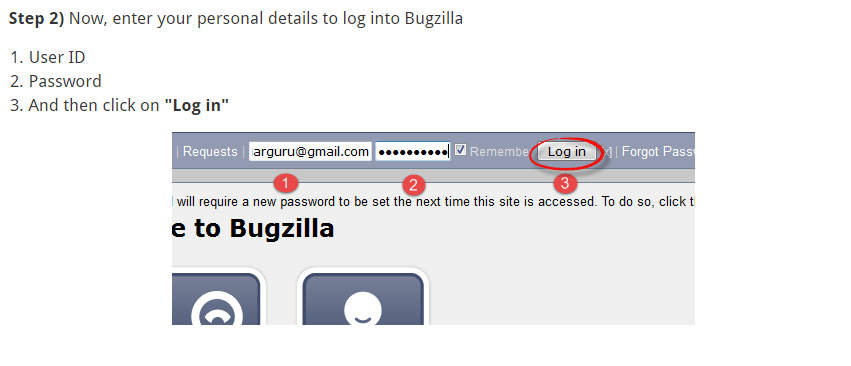 Step 2) Now, enter your personal details to log into Bugzilla
1. User ID
2. Password
3. And then click on "Log in"
| Requests | arguru@gmail.com ●●●●●●●●●● Remembe Log in x] | Forgot Passw
1 2 3
will require a new password to be set the next time this site is accessed. To do so, click t
e to Bugzilla